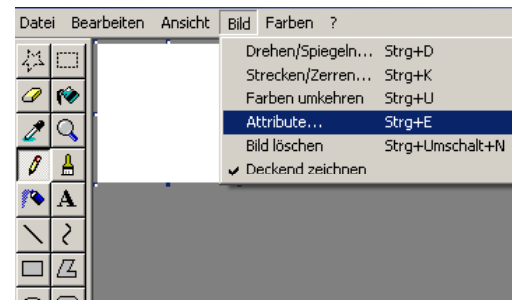 Datei Bearbeiten Ansicht Bild Farben ?
Drehen/Spiegeln... Strg+D
Strecken/Zerren... Strg+K
Farben umkehren Strg+U
Attribute... Strg+E
Bild löschen Strg+Umschalt+N
Deckend zeichnen
A